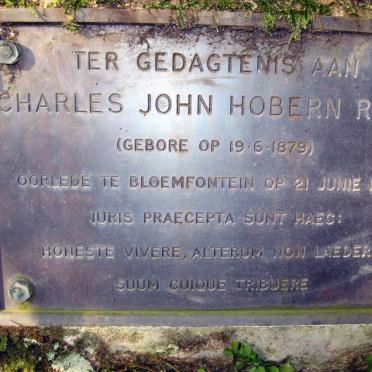 TER GEDAGTENIS AAN
CHARLES JOHN HOBERN
(GEBORE OP 19·6·1879)
OORLEDE TE BLOEMFONTEIN OP 21 JUNIE
IURIS PRAECEPTA SUNT HAEC:
HONESTE VIVERE, ALTERUM NON LAEDER
SUUM CUIQUE TRIBUERE